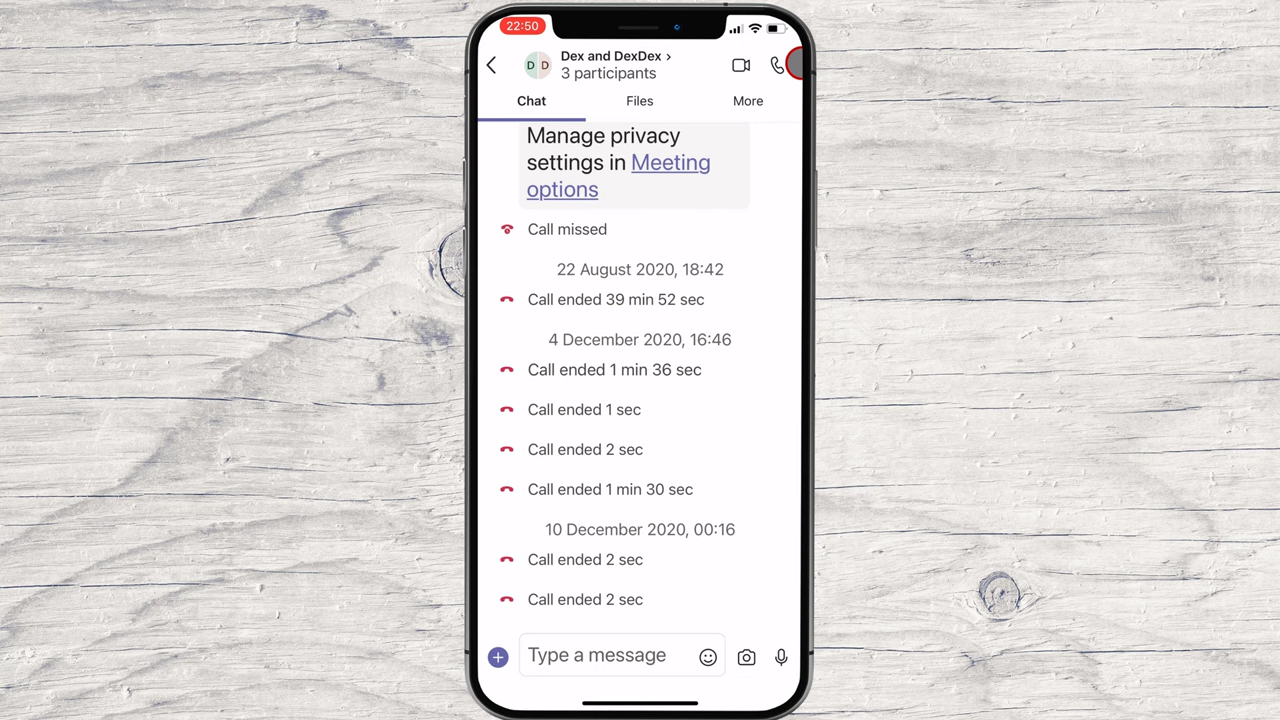 22:50
D D
Dex and DexDex >
3 participants
Chat
Files
More
Manage privacy
settings in Meeting
options
Call missed
22 August 2020, 18:42
Call ended 39 min 52 sec
4 December 2020, 16:46
Call ended 1 min 36 sec
Call ended 1 sec
Call ended 2 sec
Call ended 1 min 30 sec
10 December 2020, 00:16
Call ended 2 sec
Call ended 2 sec
Type a message